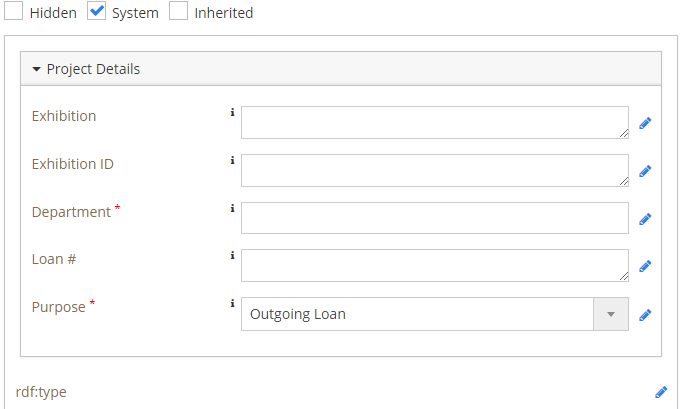 Hidden System Inherited
Project Details
Exhibition
Exhibition ID
Department *
Loan #
Purpose * Outgoing Loan
rdf:type